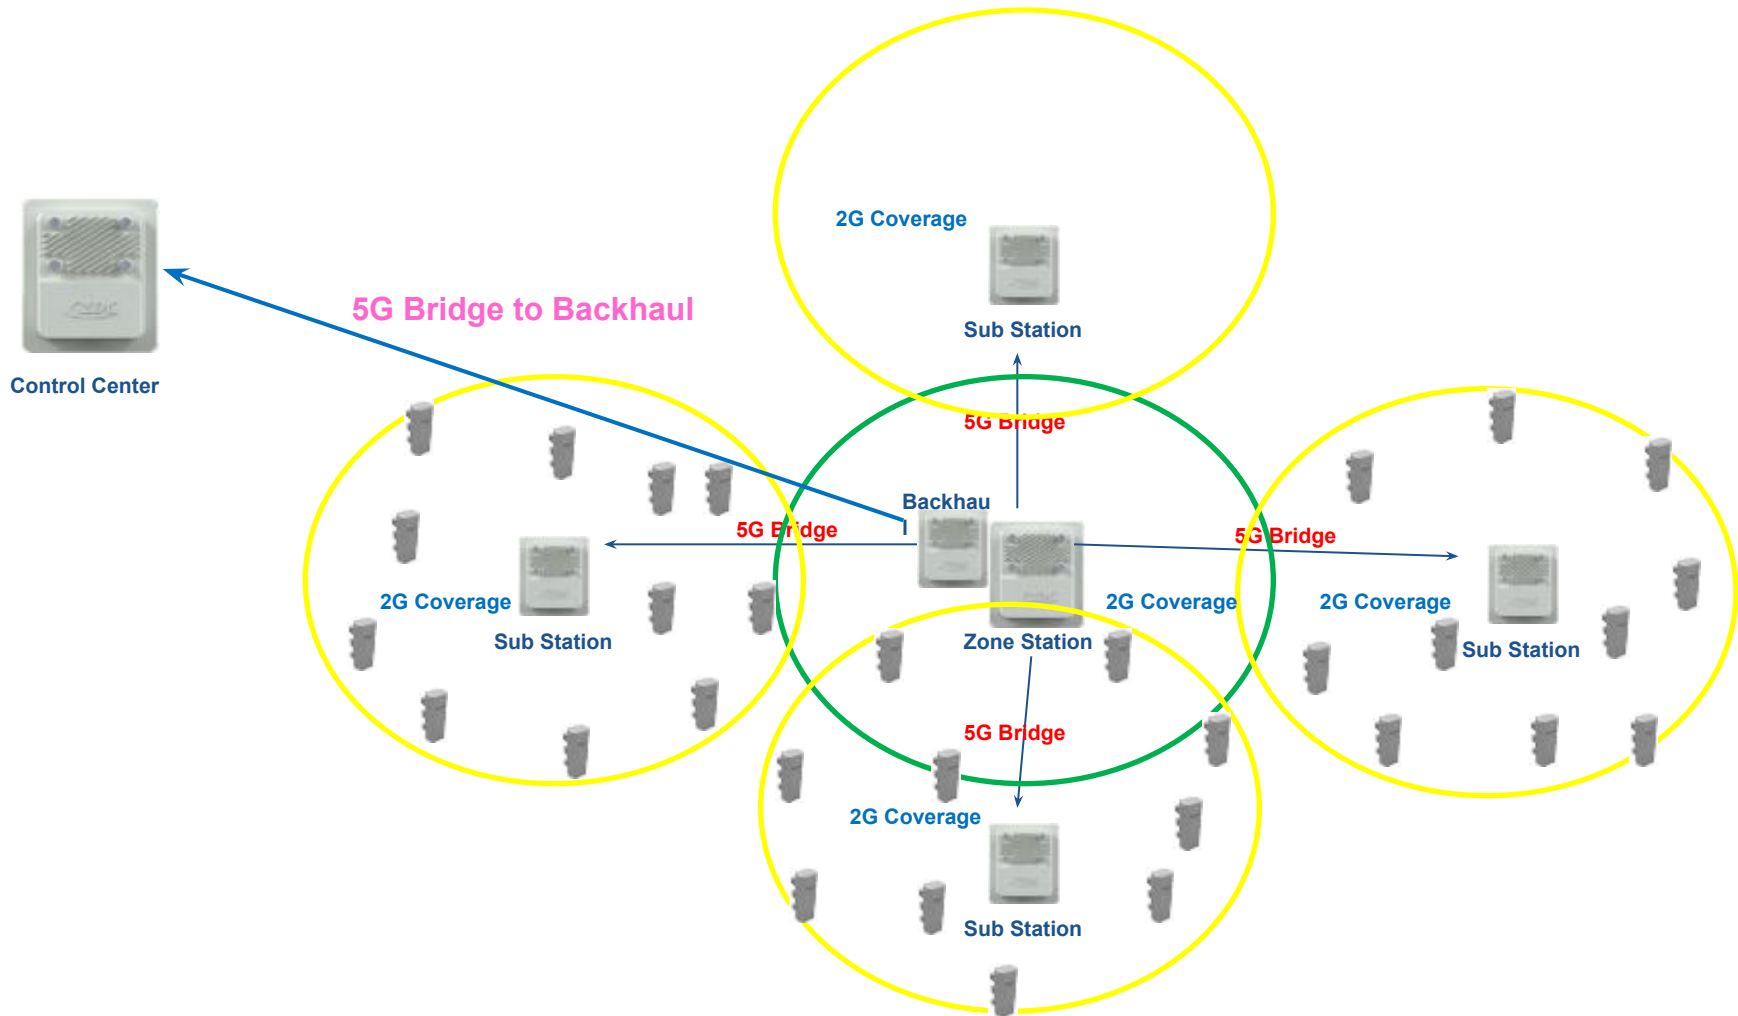 2G Coverage
5G Bridge to Backhaul
Sub Station
Control Center
5G Bridge
Backhau
5G Bridge
5G Bridge
2G Coverage
2G Coverage
2G Coverage
Sub Station
Zone Station
Sub Station
5G Bridge
2G Coverage
Sub Station